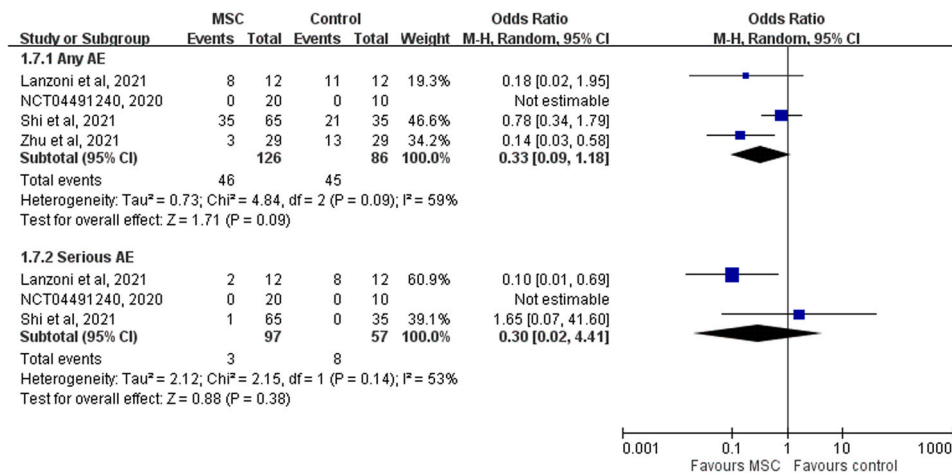 MSC Control Odds Ratio Odds Ratio
Study or Subgroup Events Total Events Total Weight M-H, Random, 95% CI M-H, Random, 95% CI
1.7.1 Any AE
Lanzoni et al, 2021 8 12 11 12 19.3% 0.18 [0.02, 1.95]
NCT04491240, 2020 0 20 0 10 Not estimable
Shi et al, 2021 35 65 21 35 46.6% 0.78 [0.34, 1.79]
Zhu et al, 2021 3 29 13 29 34.2% 0.14 [0.03, 0.58]
Subtotal (95% CI) 126 86 100.0% 0.33 [0.09, 1.18]
Total events 46 45
Heterogeneity: Tau² = 0.73; Chi² = 4.84, df = 2 (P = 0.09); I² = 59%
Test for overall effect: Z = 1.71 (P = 0.09)
1.7.2 Serious AE
Lanzoni et al, 2021 2 12 8 12 60.9% 0.10 [0.01, 0.69]
NCT04491240, 2020 0 20 0 10 Not estimable
Shi et al, 2021 1 65 0 35 39.1% 1.65 [0.07, 41.60]
Subtotal (95% CI) 97 57 100.0% 0.30 [0.02, 4.41]
Total events 3 8
Heterogeneity: Tau² = 2.12; Chi² = 2.15, df = 1 (P = 0.14); I² = 53%
Test for overall effect: Z = 0.88 (P = 0.38)
0.001 0.1 1 10 1000
Favours MSC Favours control